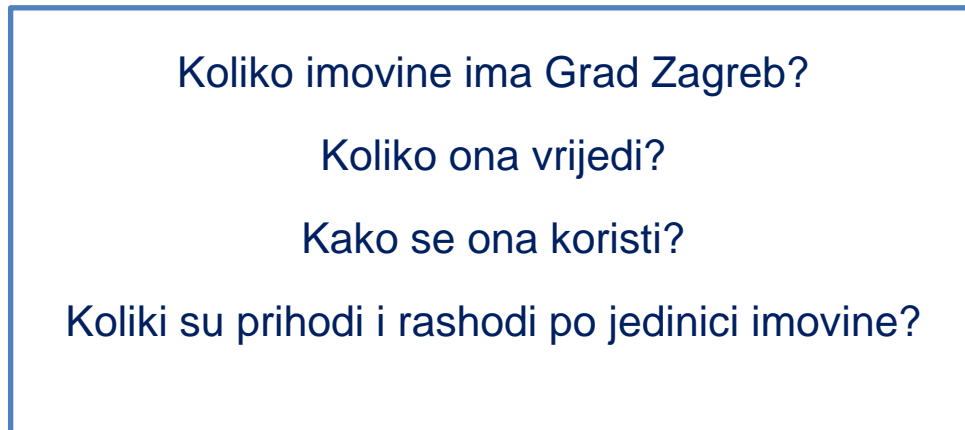 Koliko imovine ima Grad Zagreb?
Koliko ona vrijedi?
Kako se ona koristi?
Koliki su prihodi i rashodi po jedinici imovine?